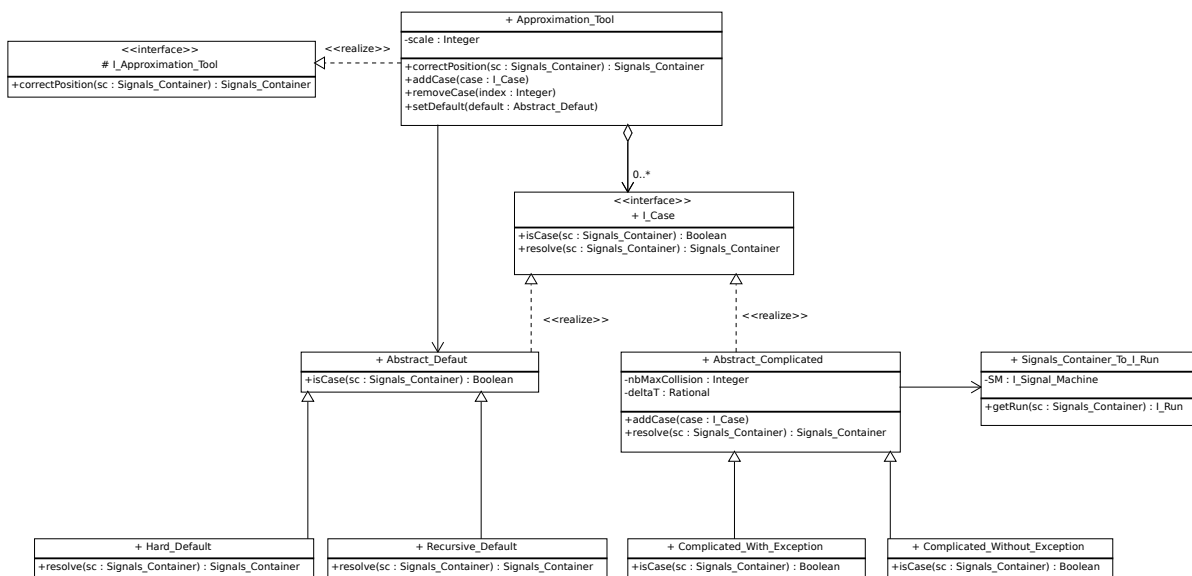 + Approximation_Tool
-scale : Integer
+correctPosition(sc : Signals_Container) : Signals_Container
+addCase(case : I_Case)
+removeCase(index : Integer)
+setDefault(default : Abstract_Defaut)
<<realize>>
<<interface>>
# I_Approximation_Tool
+correctPosition(sc : Signals_Container) : Signals_Container
0..*
<<interface>>
+ I_Case
+isCase(sc : Signals_Container) : Boolean
+resolve(sc : Signals_Container) : Signals_Container
<<realize>>
<<realize>>
+ Abstract_Defaut
+isCase(sc : Signals_Container) : Boolean
+ Abstract_Complicated
-nbMaxCollision : Integer
-deltaT : Rational
+addCase(case : I_Case)
+resolve(sc : Signals_Container) : Signals_Container
+ Signals_Container_To_I_Run
-SM : I_Signal_Machine
+getRun(sc : Signals_Container) : I_Run
+ Hard_Default
+resolve(sc : Signals_Container) : Signals_Container
+ Recursive_Default
+resolve(sc : Signals_Container) : Signals_Container
+ Complicated_With_Exception
+isCase(sc : Signals_Container) : Boolean
+ Complicated_Without_Exception
+isCase(sc : Signals_Container) : Boolean